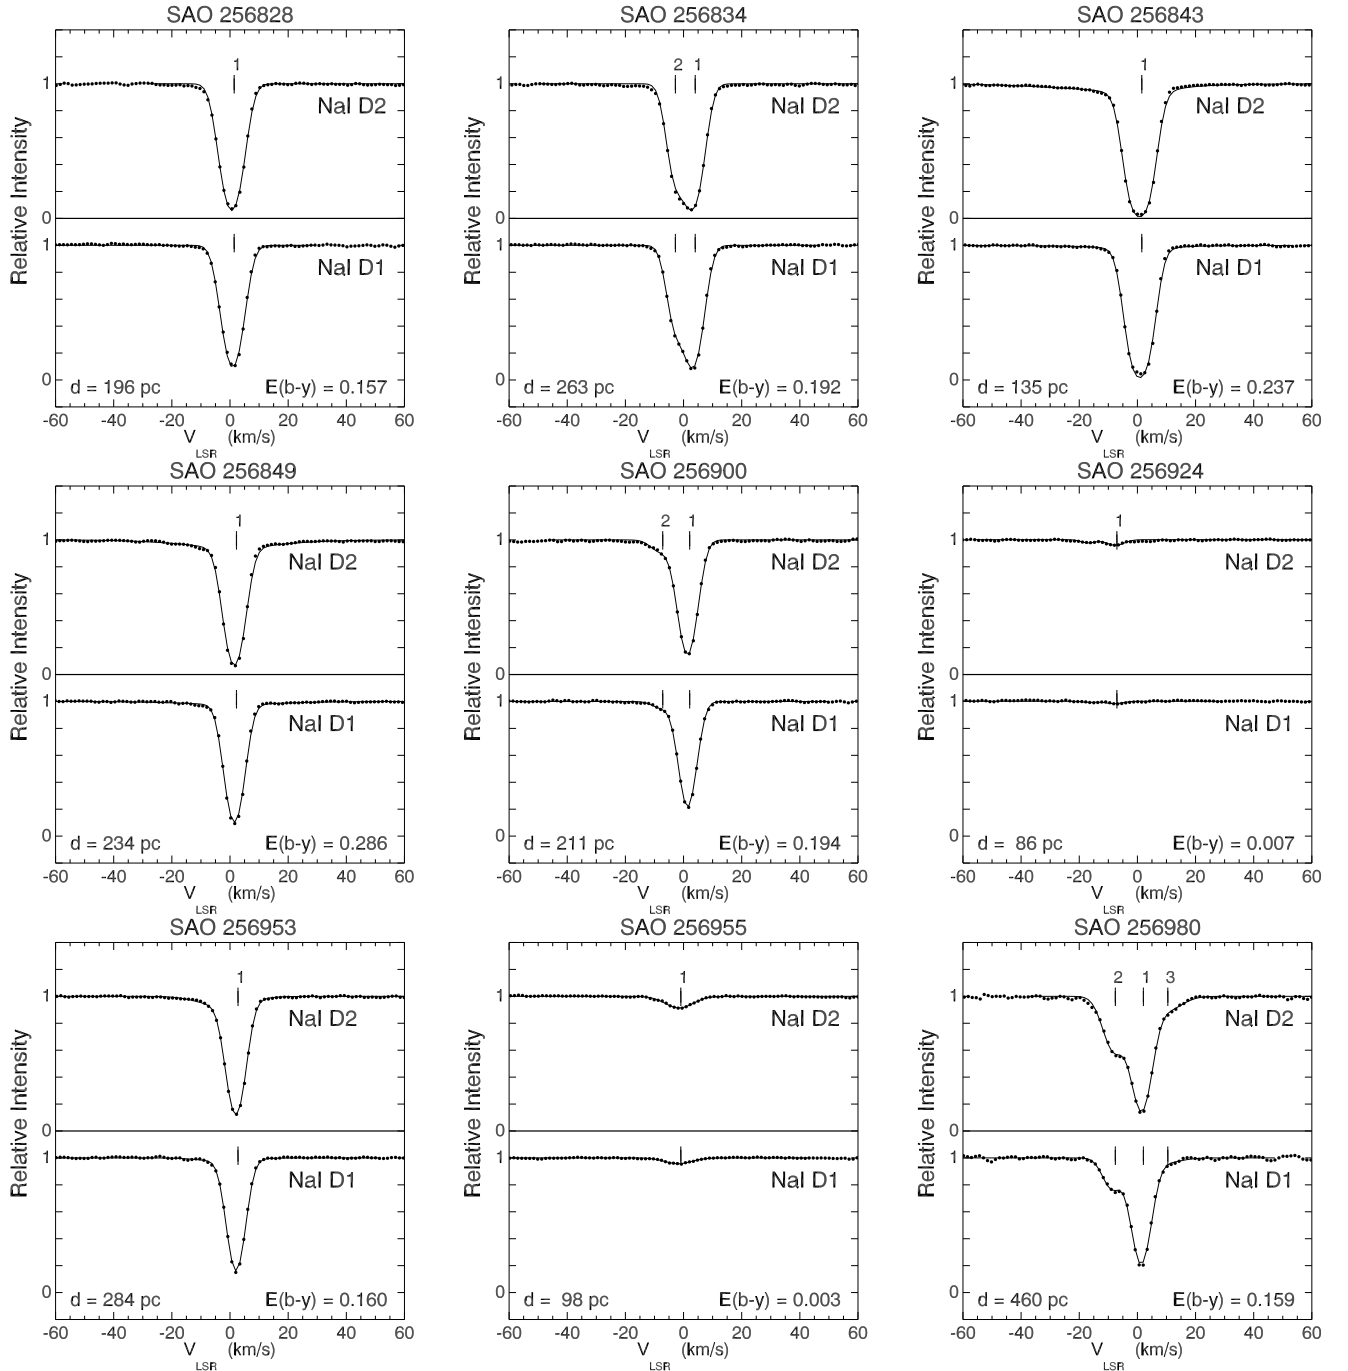 SAO 256828
1
1
NaI D2
0
1
NaI D1
0
d = 196 pc
E(b-y) = 0.157
-60 -40 -20 0 20 40 60
V LSR (km/s)
Relative Intensity
SAO 256834
2 1
1
NaI D2
0
1
NaI D1
0
d = 263 pc
E(b-y) = 0.192
-60 -40 -20 0 20 40 60
V LSR (km/s)
Relative Intensity
SAO 256843
1
1
NaI D2
0
1
NaI D1
0
d = 135 pc
E(b-y) = 0.237
-60 -40 -20 0 20 40 60
V LSR (km/s)
Relative Intensity
SAO 256849
1
1
NaI D2
0
1
NaI D1
0
d = 234 pc
E(b-y) = 0.286
-60 -40 -20 0 20 40 60
V LSR (km/s)
Relative Intensity
SAO 256900
2 1
1
NaI D2
0
1
NaI D1
0
d = 211 pc
E(b-y) = 0.194
-60 -40 -20 0 20 40 60
V LSR (km/s)
Relative Intensity
SAO 256924
1
1
NaI D2
0
1
NaI D1
0
d = 86 pc
E(b-y) = 0.007
-60 -40 -20 0 20 40 60
V LSR (km/s)
Relative Intensity
SAO 256953
1
1
NaI D2
0
1
NaI D1
0
d = 284 pc
E(b-y) = 0.160
-60 -40 -20 0 20 40 60
V LSR (km/s)
Relative Intensity
SAO 256955
1
1
NaI D2
0
1
NaI D1
0
d = 98 pc
E(b-y) = 0.003
-60 -40 -20 0 20 40 60
V LSR (km/s)
Relative Intensity
SAO 256980
2 1 3
1
NaI D2
0
1
NaI D1
0
d = 460 pc
E(b-y) = 0.159
-60 -40 -20 0 20 40 60
V LSR (km/s)
Relative Intensity